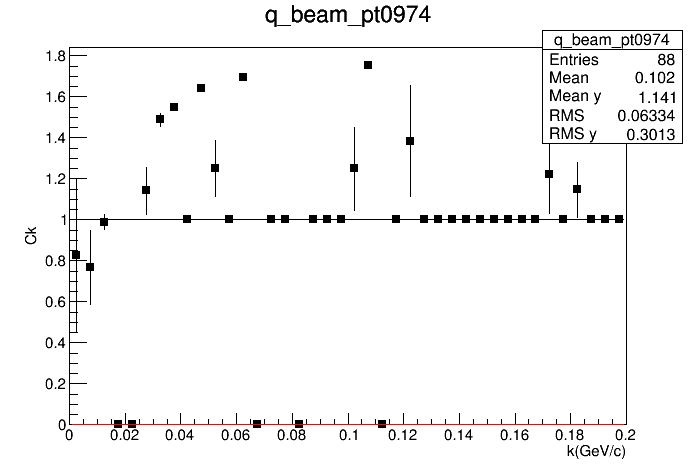 q_beam_pt0974
q_beam_pt0974
Entries 88
Mean 0.102
Mean y 1.141
RMS 0.06334
RMS y 0.3013
1.8
1.6
1.4
1.2
1
0.8
0.6
0.4
0.2
0
Ck
0 0.02 0.04 0.06 0.08 0.1 0.12 0.14 0.16 0.18 0.2
k(GeV/c)